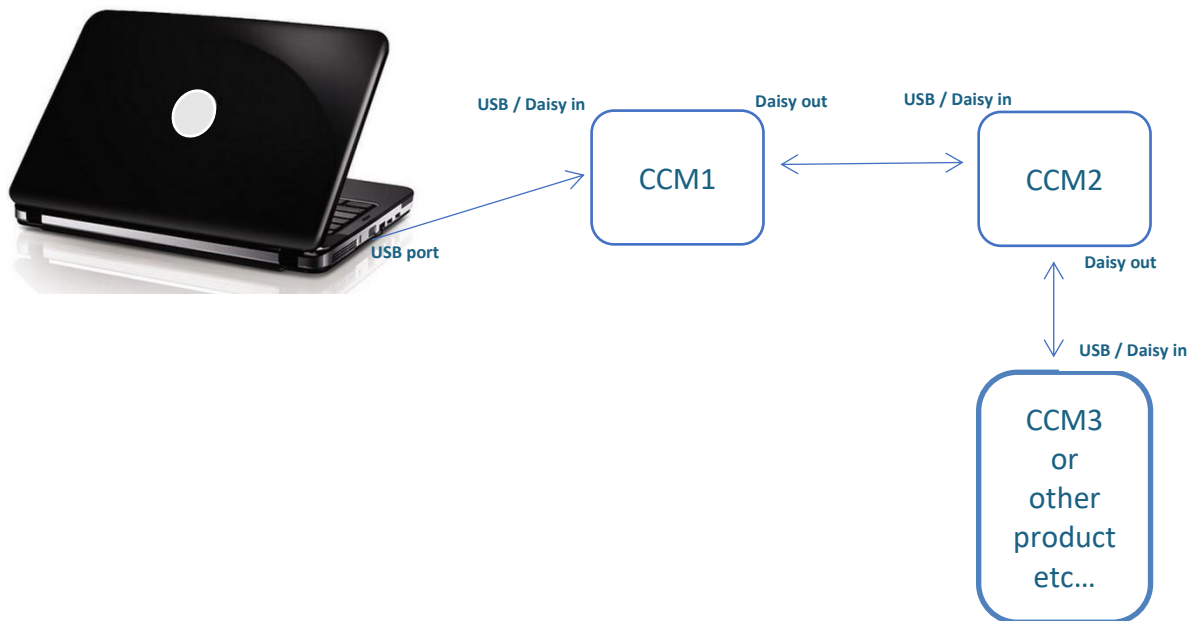 USB / Daisy in
Daisy out
USB / Daisy in
CCM1
CCM2
USB port
Daisy out
USB / Daisy in
CCM3
or
other
product
etc...